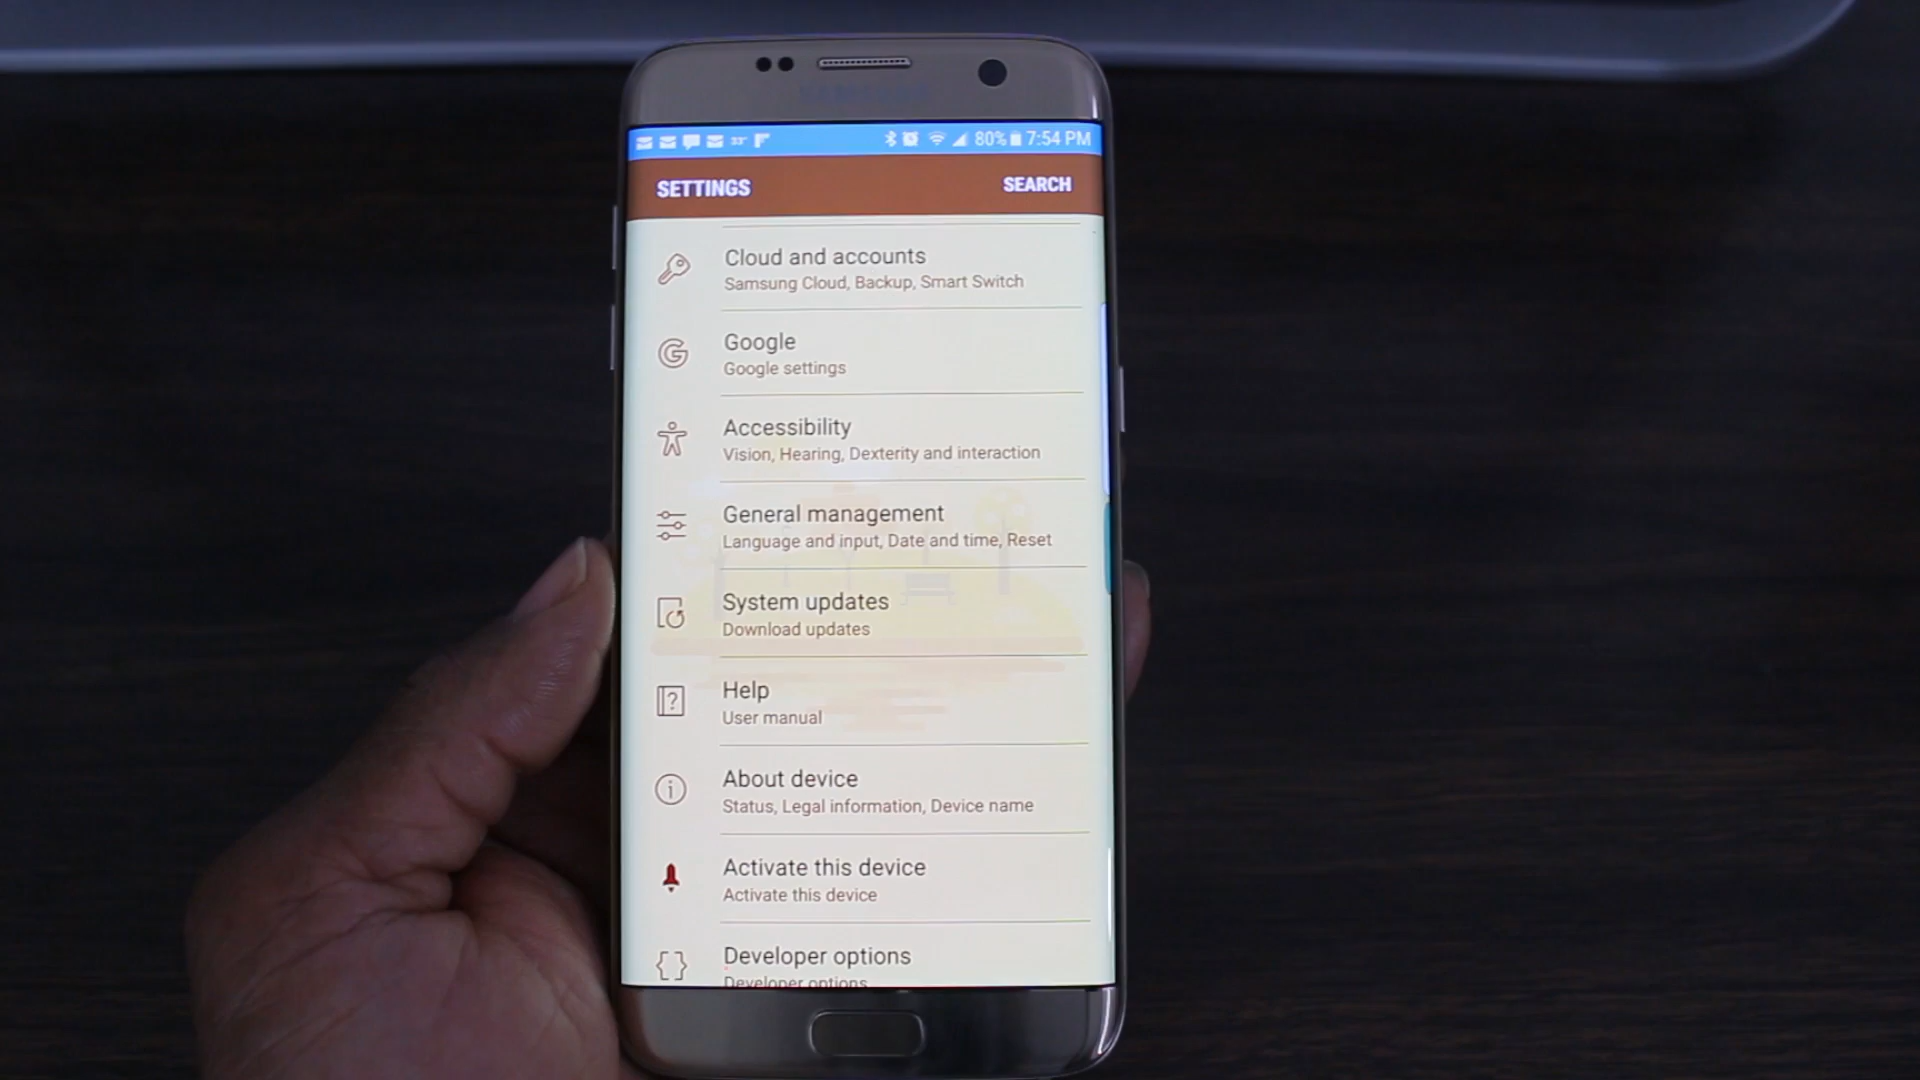 SAMSUNG
33° 80% 7:54 PM
SETTINGS SEARCH
Cloud and accounts
Samsung Cloud, Backup, Smart Switch
Google
Google settings
Accessibility
Vision, Hearing, Dexterity and interaction
General management
Language and input, Date and time, Reset
System updates
Download updates
Help
User manual
About device
Status, Legal information, Device name
Activate this device
Activate this device
Developer options
Developer options